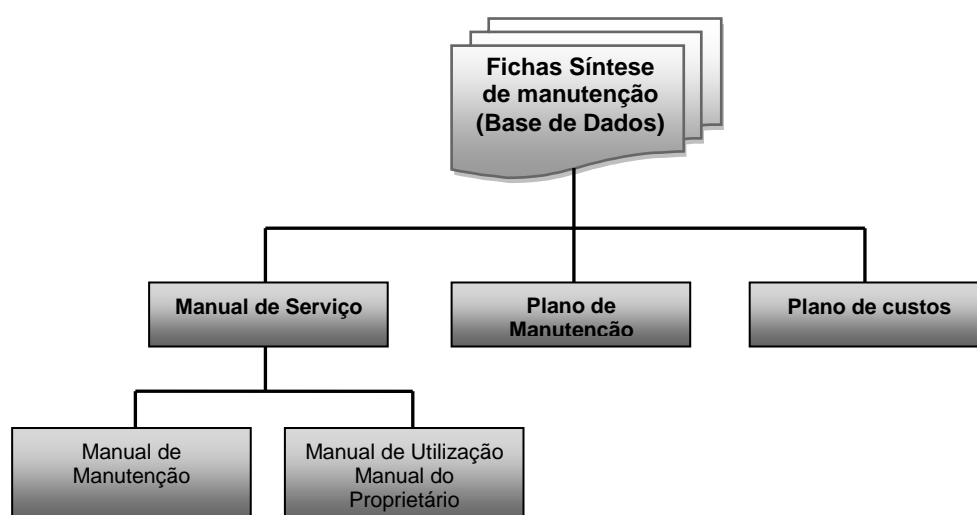 Fichas Síntese
de manutenção
(Base de Dados)
Manual de Serviço
Plano de
Manutenção
Plano de custos
Manual de
Manutenção
Manual de Utilização
Manual do
Proprietário